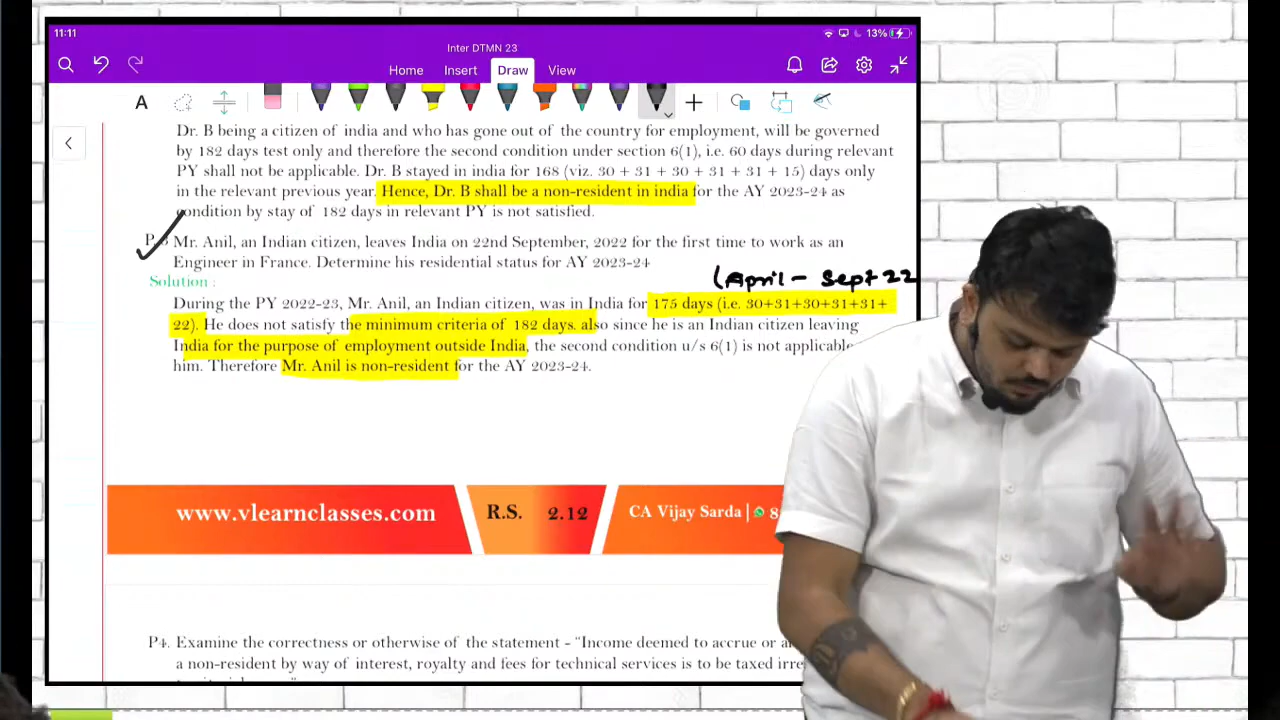 11:11
13%
Inter DTMN 23
Home Insert Draw View
A
Dr. B being a citizen of india and who has gone out of the country for employment, will be governed
by 182 days test only and therefore the second condition under section 6(1), i.e. 60 days during relevant
PY shall not be applicable. Dr. B stayed in india for 168 (viz. 30 + 31 + 30 + 31 + 31 + 15) days only
in the relevant previous year. Hence, Dr. B shall be a non-resident in india for the AY 2023-24 as
condition by stay of 182 days in relevant PY is not satisfied.
Mr. Anil, an Indian citizen, leaves India on 22nd September, 2022 for the first time to work as an
Engineer in France. Determine his residential status for AY 2023-24
(April - Sept 22
Solution :
During the PY 2022-23, Mr. Anil, an Indian citizen, was in India for 175 days (i.e. 30+31+30+31+31+
22). He does not satisfy the minimum criteria of 182 days. also since he is an Indian citizen leaving
India for the purpose of employment outside India, the second condition u/s 6(1) is not applicable
him. Therefore Mr. Anil is non-resident for the AY 2023-24.
www.vlearnclasses.com R.S. 2.12 CA Vijay Sarda | 8
P4. Examine the correctness or otherwise of the statement - "Income deemed to accrue or
a non-resident by way of interest, royalty and fees for technical services is to be taxed